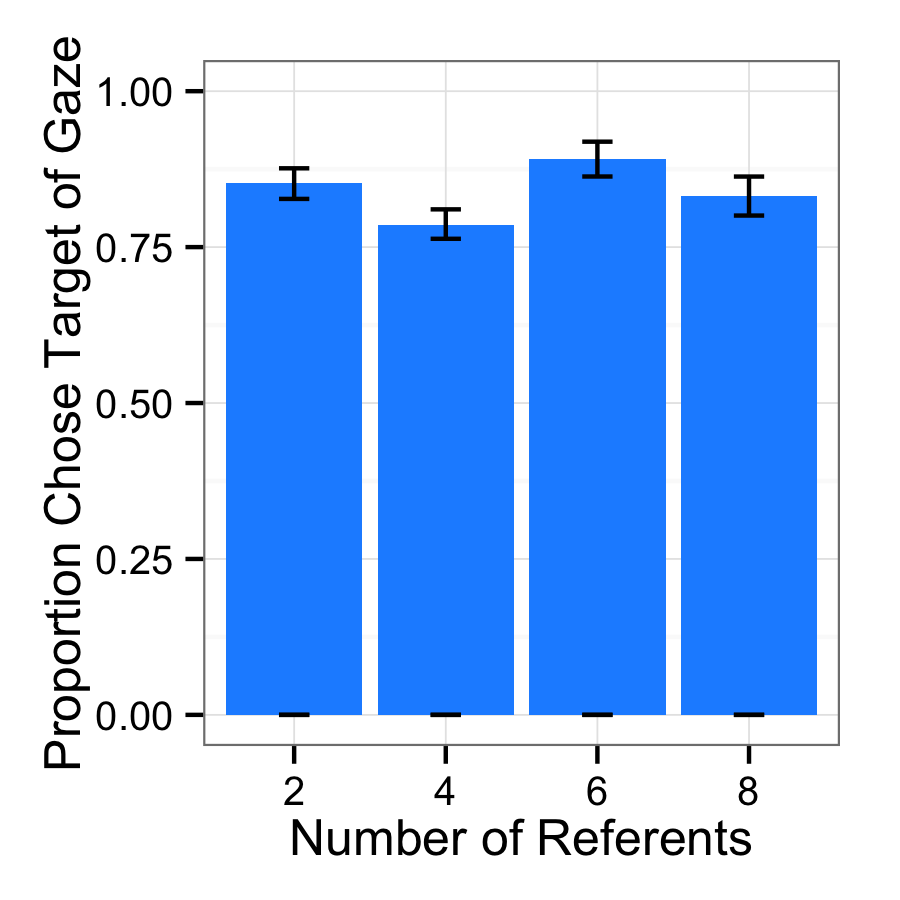 Proportion Chose Target of Gaze
1.00
0.75
0.50
0.25
0.00
2 4 6 8
Number of Referents